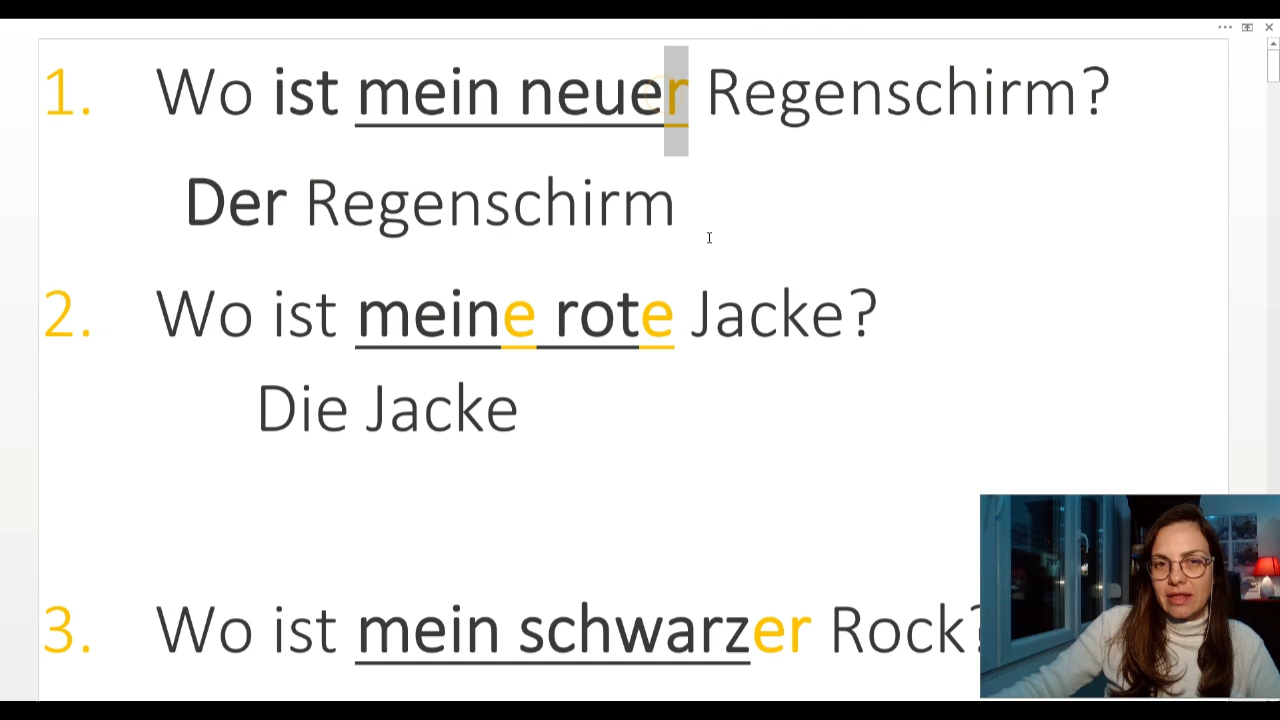 1. Wo ist mein neuer Regenschirm?
Der Regenschirm
2. Wo ist meine rote Jacke?
Die Jacke
3. Wo ist mein schwarzer Rock?